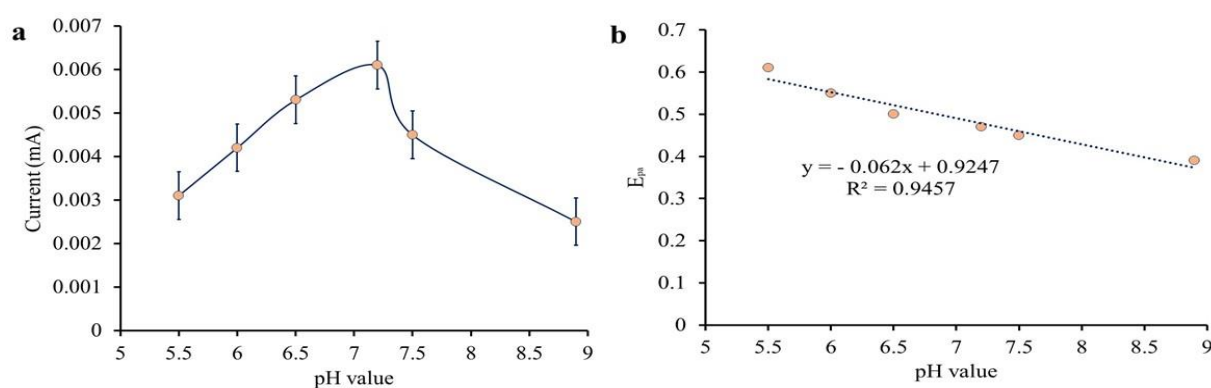 a
0.007
0.006
0.005
0.004
0.003
0.002
0.001
0
Current (mA)
5 5.5 6 6.5 7 7.5 8 8.5 9
pH value
b
0.7
0.6
0.5
0.4
0.3
0.2
0.1
0
Epa
y = - 0.062x + 0.9247
R² = 0.9457
5 5.5 6 6.5 7 7.5 8 8.5 9
pH value